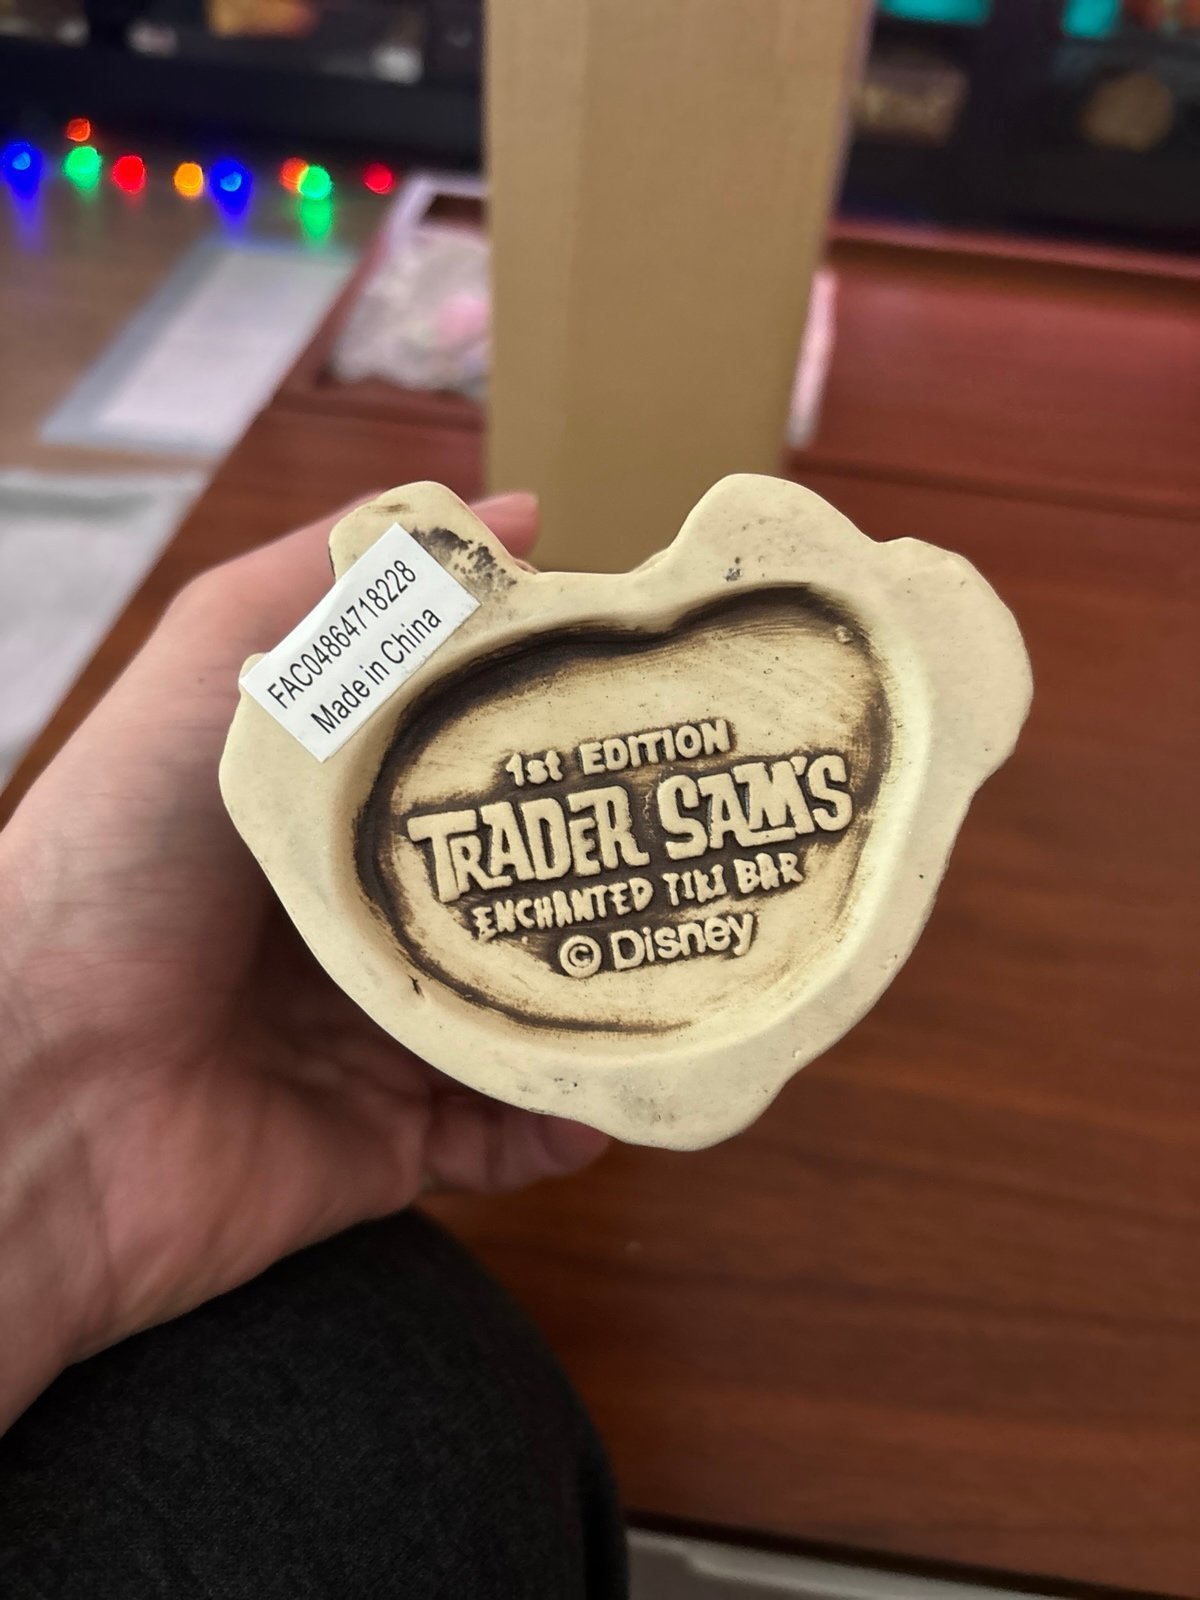 FAC04864718228
Made in China
1st EDITION
TRADER SAM'S
ENCHANTED TIKI BAR
© Disney